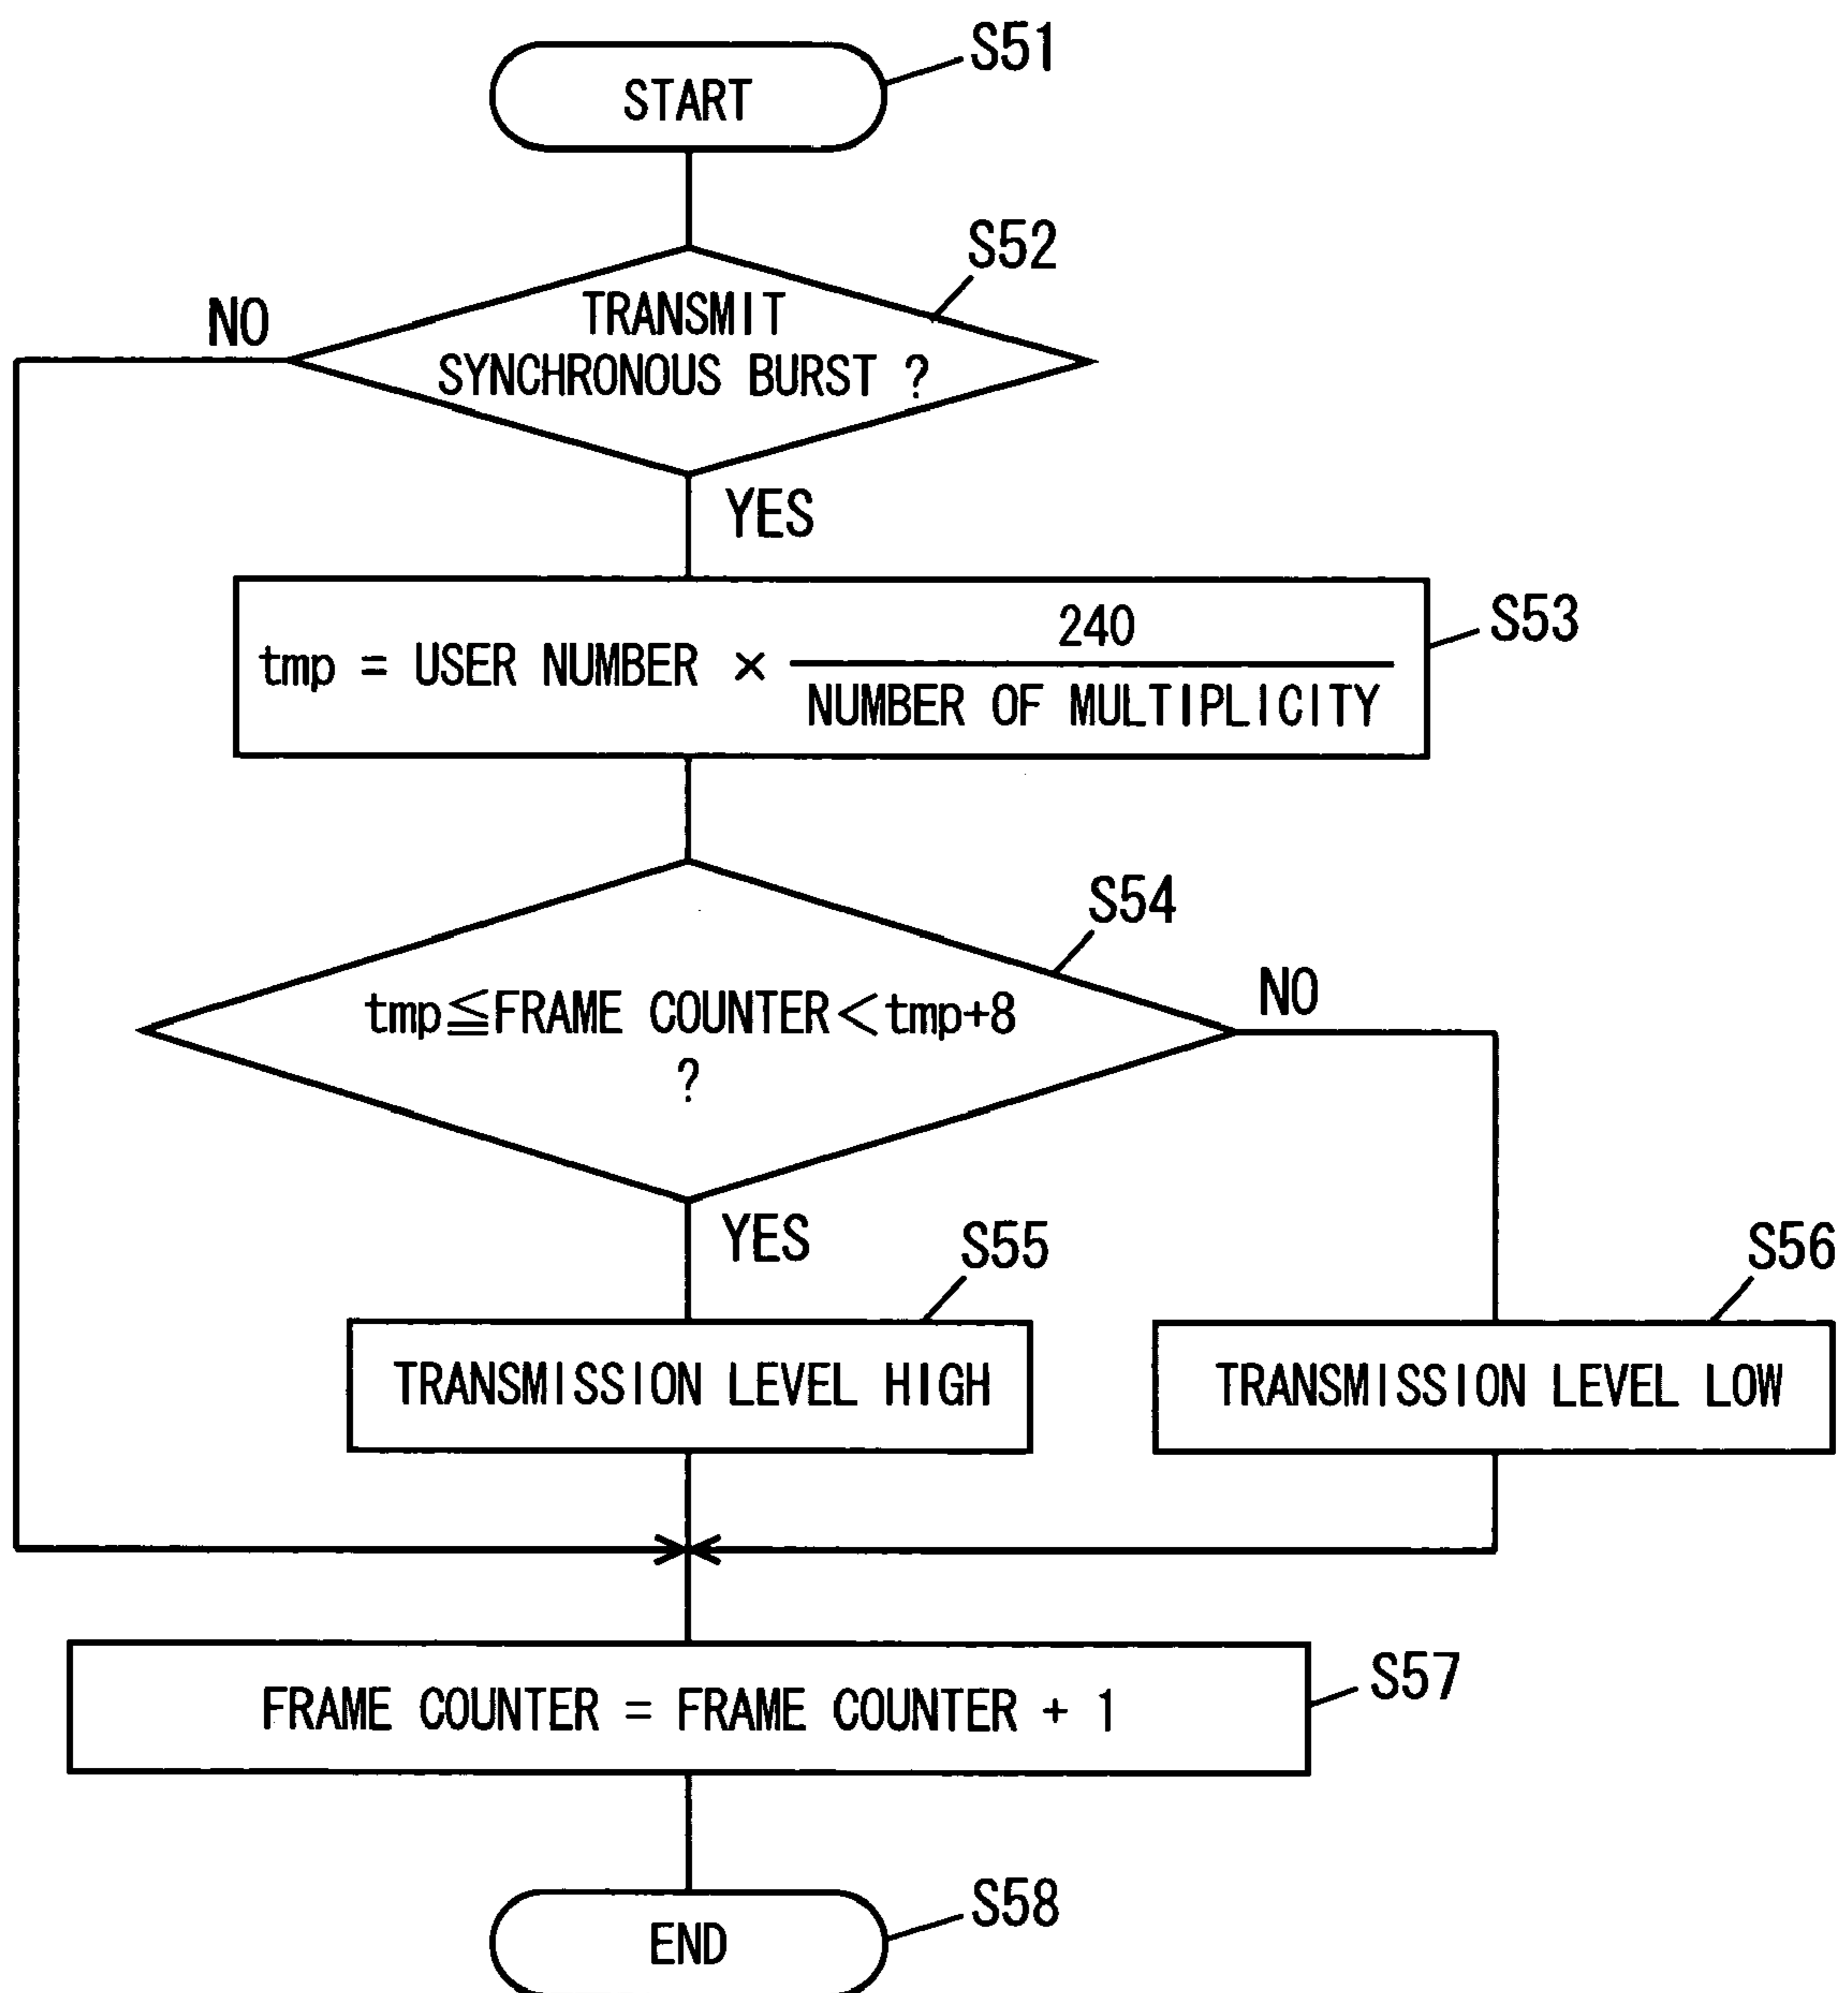 S51
START
S52
NO
TRANSMIT
SYNCHRONOUS BURST ?
YES
S53
240
tmp = USER NUMBER ×
NUMBER OF MULTIPLICITY
S54
NO
tmp≦FRAME COUNTER<tmp+8
?
YES
S55
S56
TRANSMISSION LEVEL HIGH
TRANSMISSION LEVEL LOW
S57
FRAME COUNTER = FRAME COUNTER + 1
S58
END